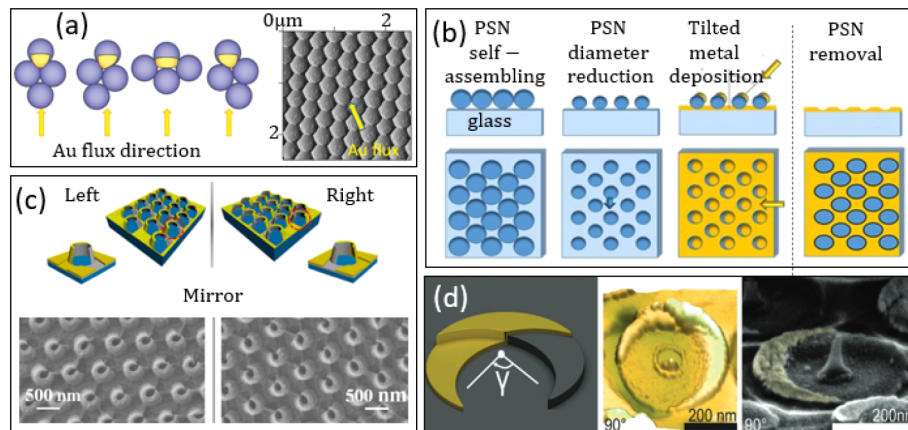 (a)
0μm
2
2
Au flux
Au flux direction
(b)
PSN
self –
assembling
PSN
diameter
reduction
Tilted
metal
deposition
PSN
removal
glass
(c)
Left
Right
Mirror
500 nm
500 nm
(d)
γ
90°
200 nm
90°
200nm